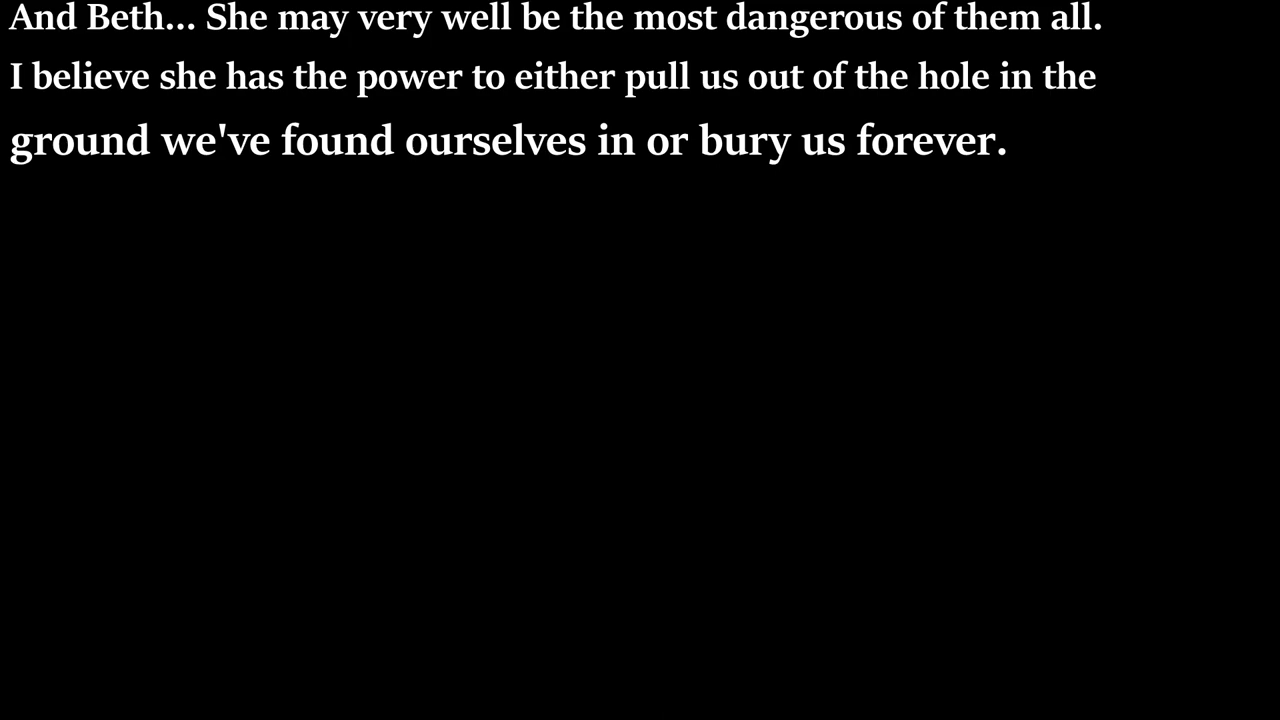 And Beth... She may very well be the most dangerous of them all.
I believe she has the power to either pull us out of the hole in the
ground we've found ourselves in or bury us forever.